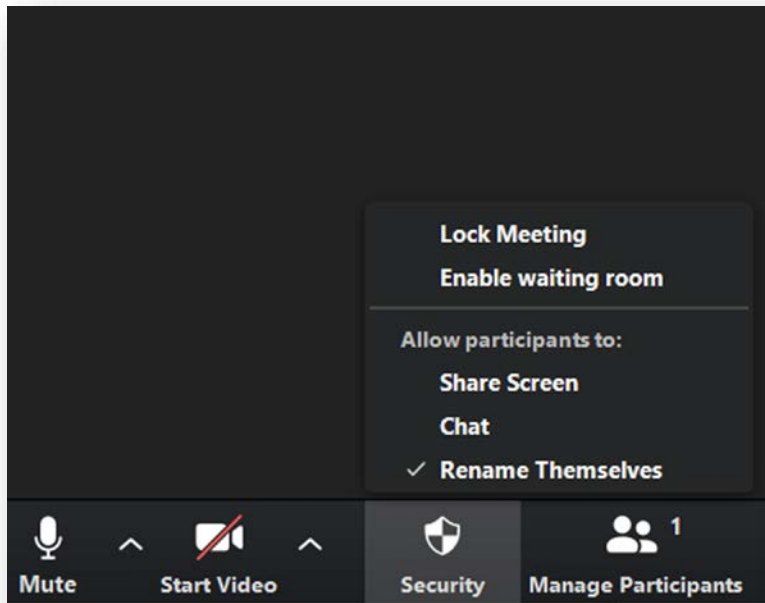 Lock Meeting
Enable waiting room
Allow participants to:
Share Screen
Chat
Rename Themselves
1
Mute
Start Video
Security
Manage Participants